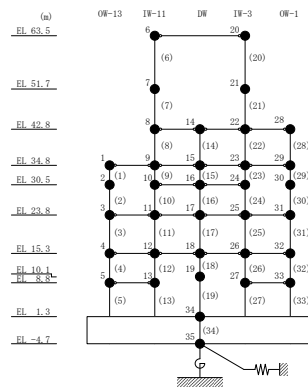 (m) OW-13 IW-11 DW IW-3 OW-1
EL 63.5 6 20
(6) (20)
EL 51.7 7 21
(7) (21)
EL 42.8 8 14 22 28
(8) (14) (22) (28)
EL 34.8 1 9 15 23 29
(1) (9) (15) (23) (29)
EL 30.5 2 10 16 24 30
(2) (10) (16) (24) (30)
EL 23.8 3 11 17 25 31
(3) (11) (17) (25) (31)
EL 15.3 4 12 18 26 32
(4) (12) (18) (26) (32)
EL 10.1 19
EL 8.8 5 13 27 33
(5) (13) (19) (27) (33)
EL 1.3 34
(34)
EL -4.7 35